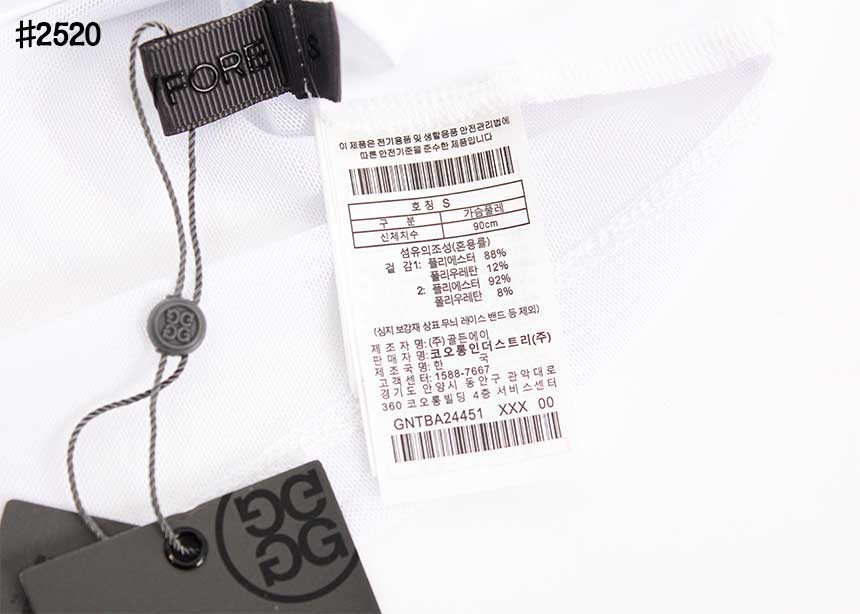 #2520
/FORE
S
이 제품은 전기용품 및 생활용품 안전관리법에
따른 안전기준을 준수한 제품입니다
호 칭 S
구 분 가슴둘레
신체치수 90cm
섬유의조성(혼용률)
겉 감1: 폴리에스터 88%
폴리우레탄 12%
2: 폴리에스터 92%
폴리우레탄 8%
(심지 보강재 상표 무늬 레이스 밴드 등 제외)
제 조 자 명: (주) 골든에이
판 매 자 명: 코오롱인더스트리(주)
제 조 국 명: 한 국
고 객 센 터: 1588-7667
경기도 안양시 동안구 관악대로
360 코오롱빌딩 4층 서비스센터
GNTBA24451 XXX 00
GG
GG
GG
GG